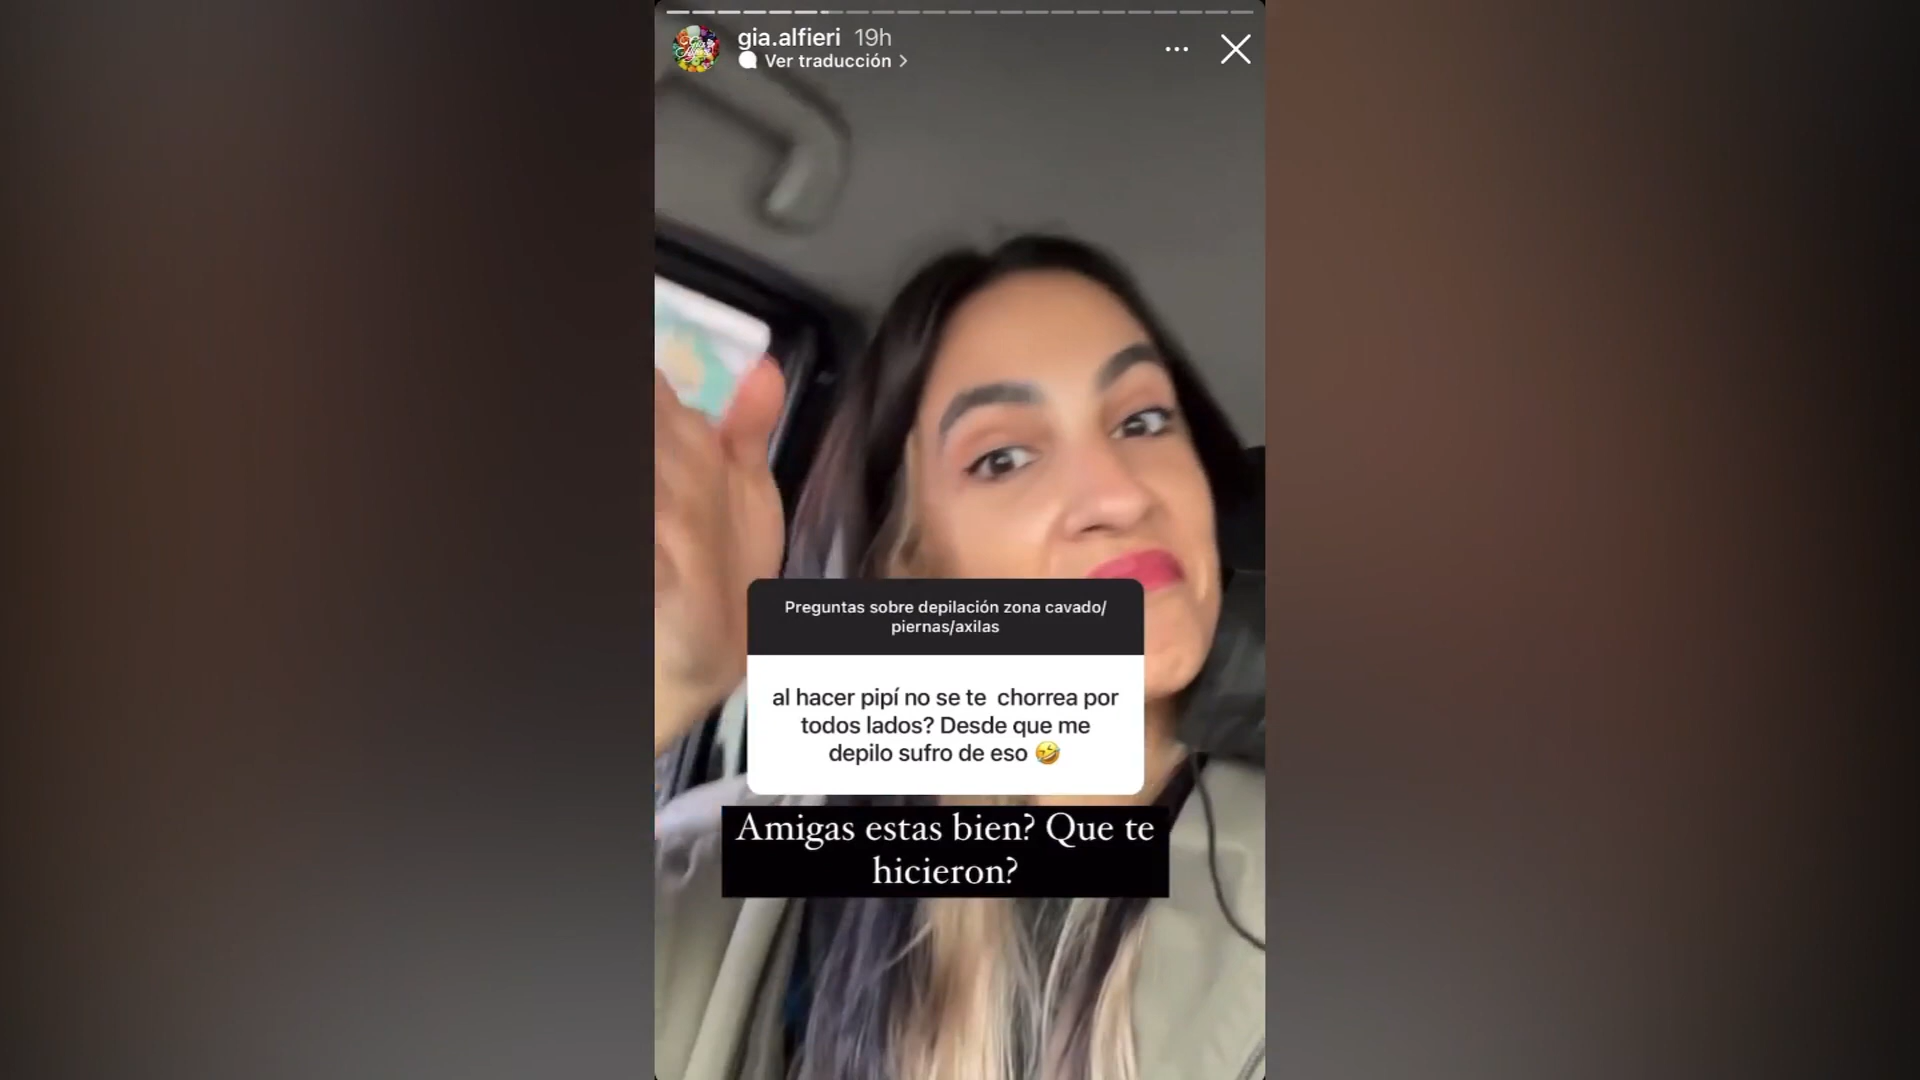 gia.alfieri 19h
Ver traducción
Preguntas sobre depilación zona cavado/
piernas/axilas
al hacer pipí no se te chorrea por
todos lados? Desde que me
depilo sufro de eso 🤣
Amigas estas bien? Que te
hicieron?